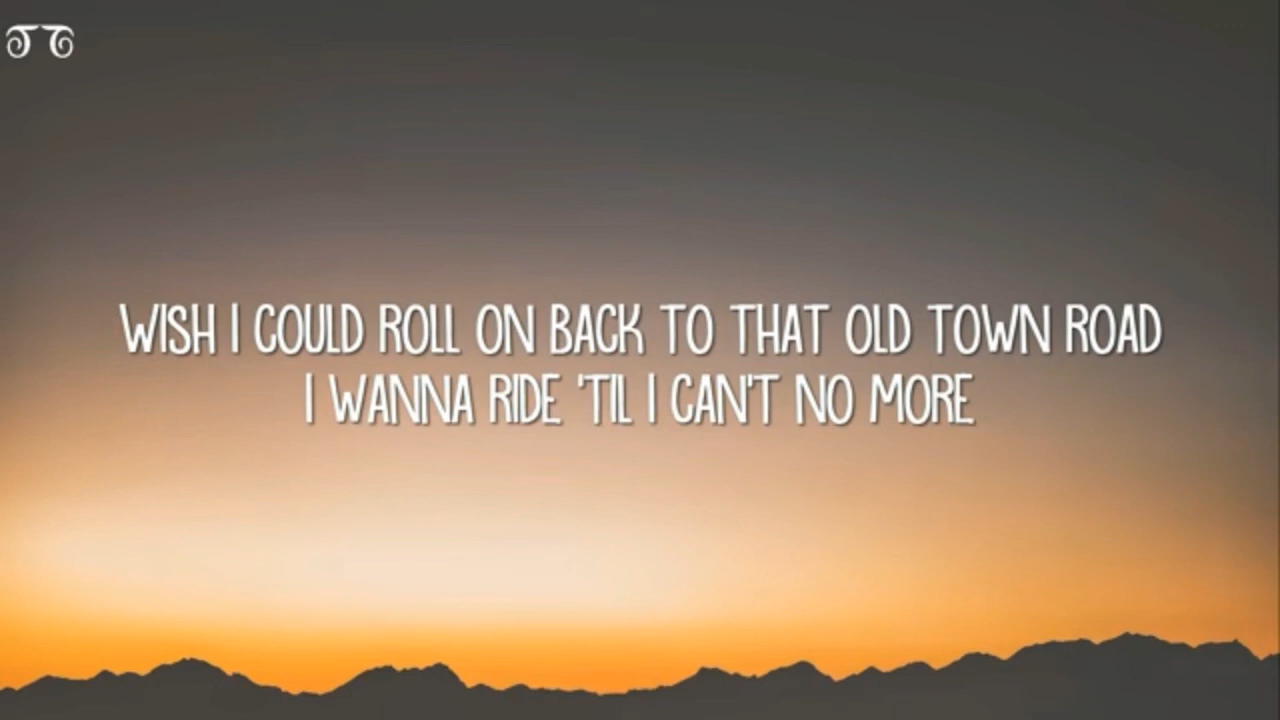 WISH I COULD ROLL ON BACK TO THAT OLD TOWN ROAD
I WANNA RIDE 'TIL I CAN'T NO MORE